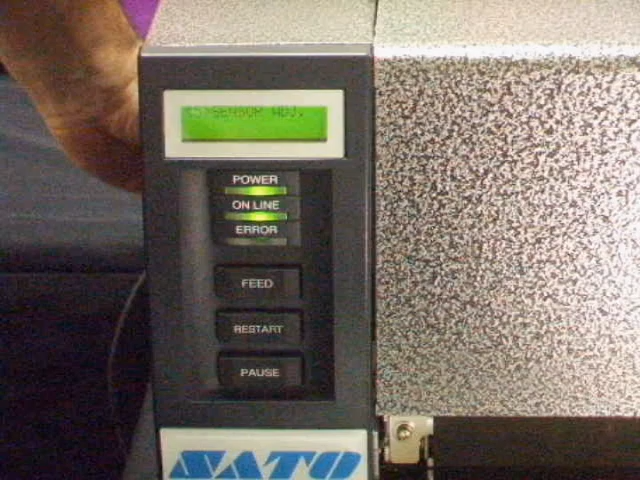 SENSOR ADJ.
POWER
ON LINE
ERROR
FEED
RESTART
PAUSE
SATO